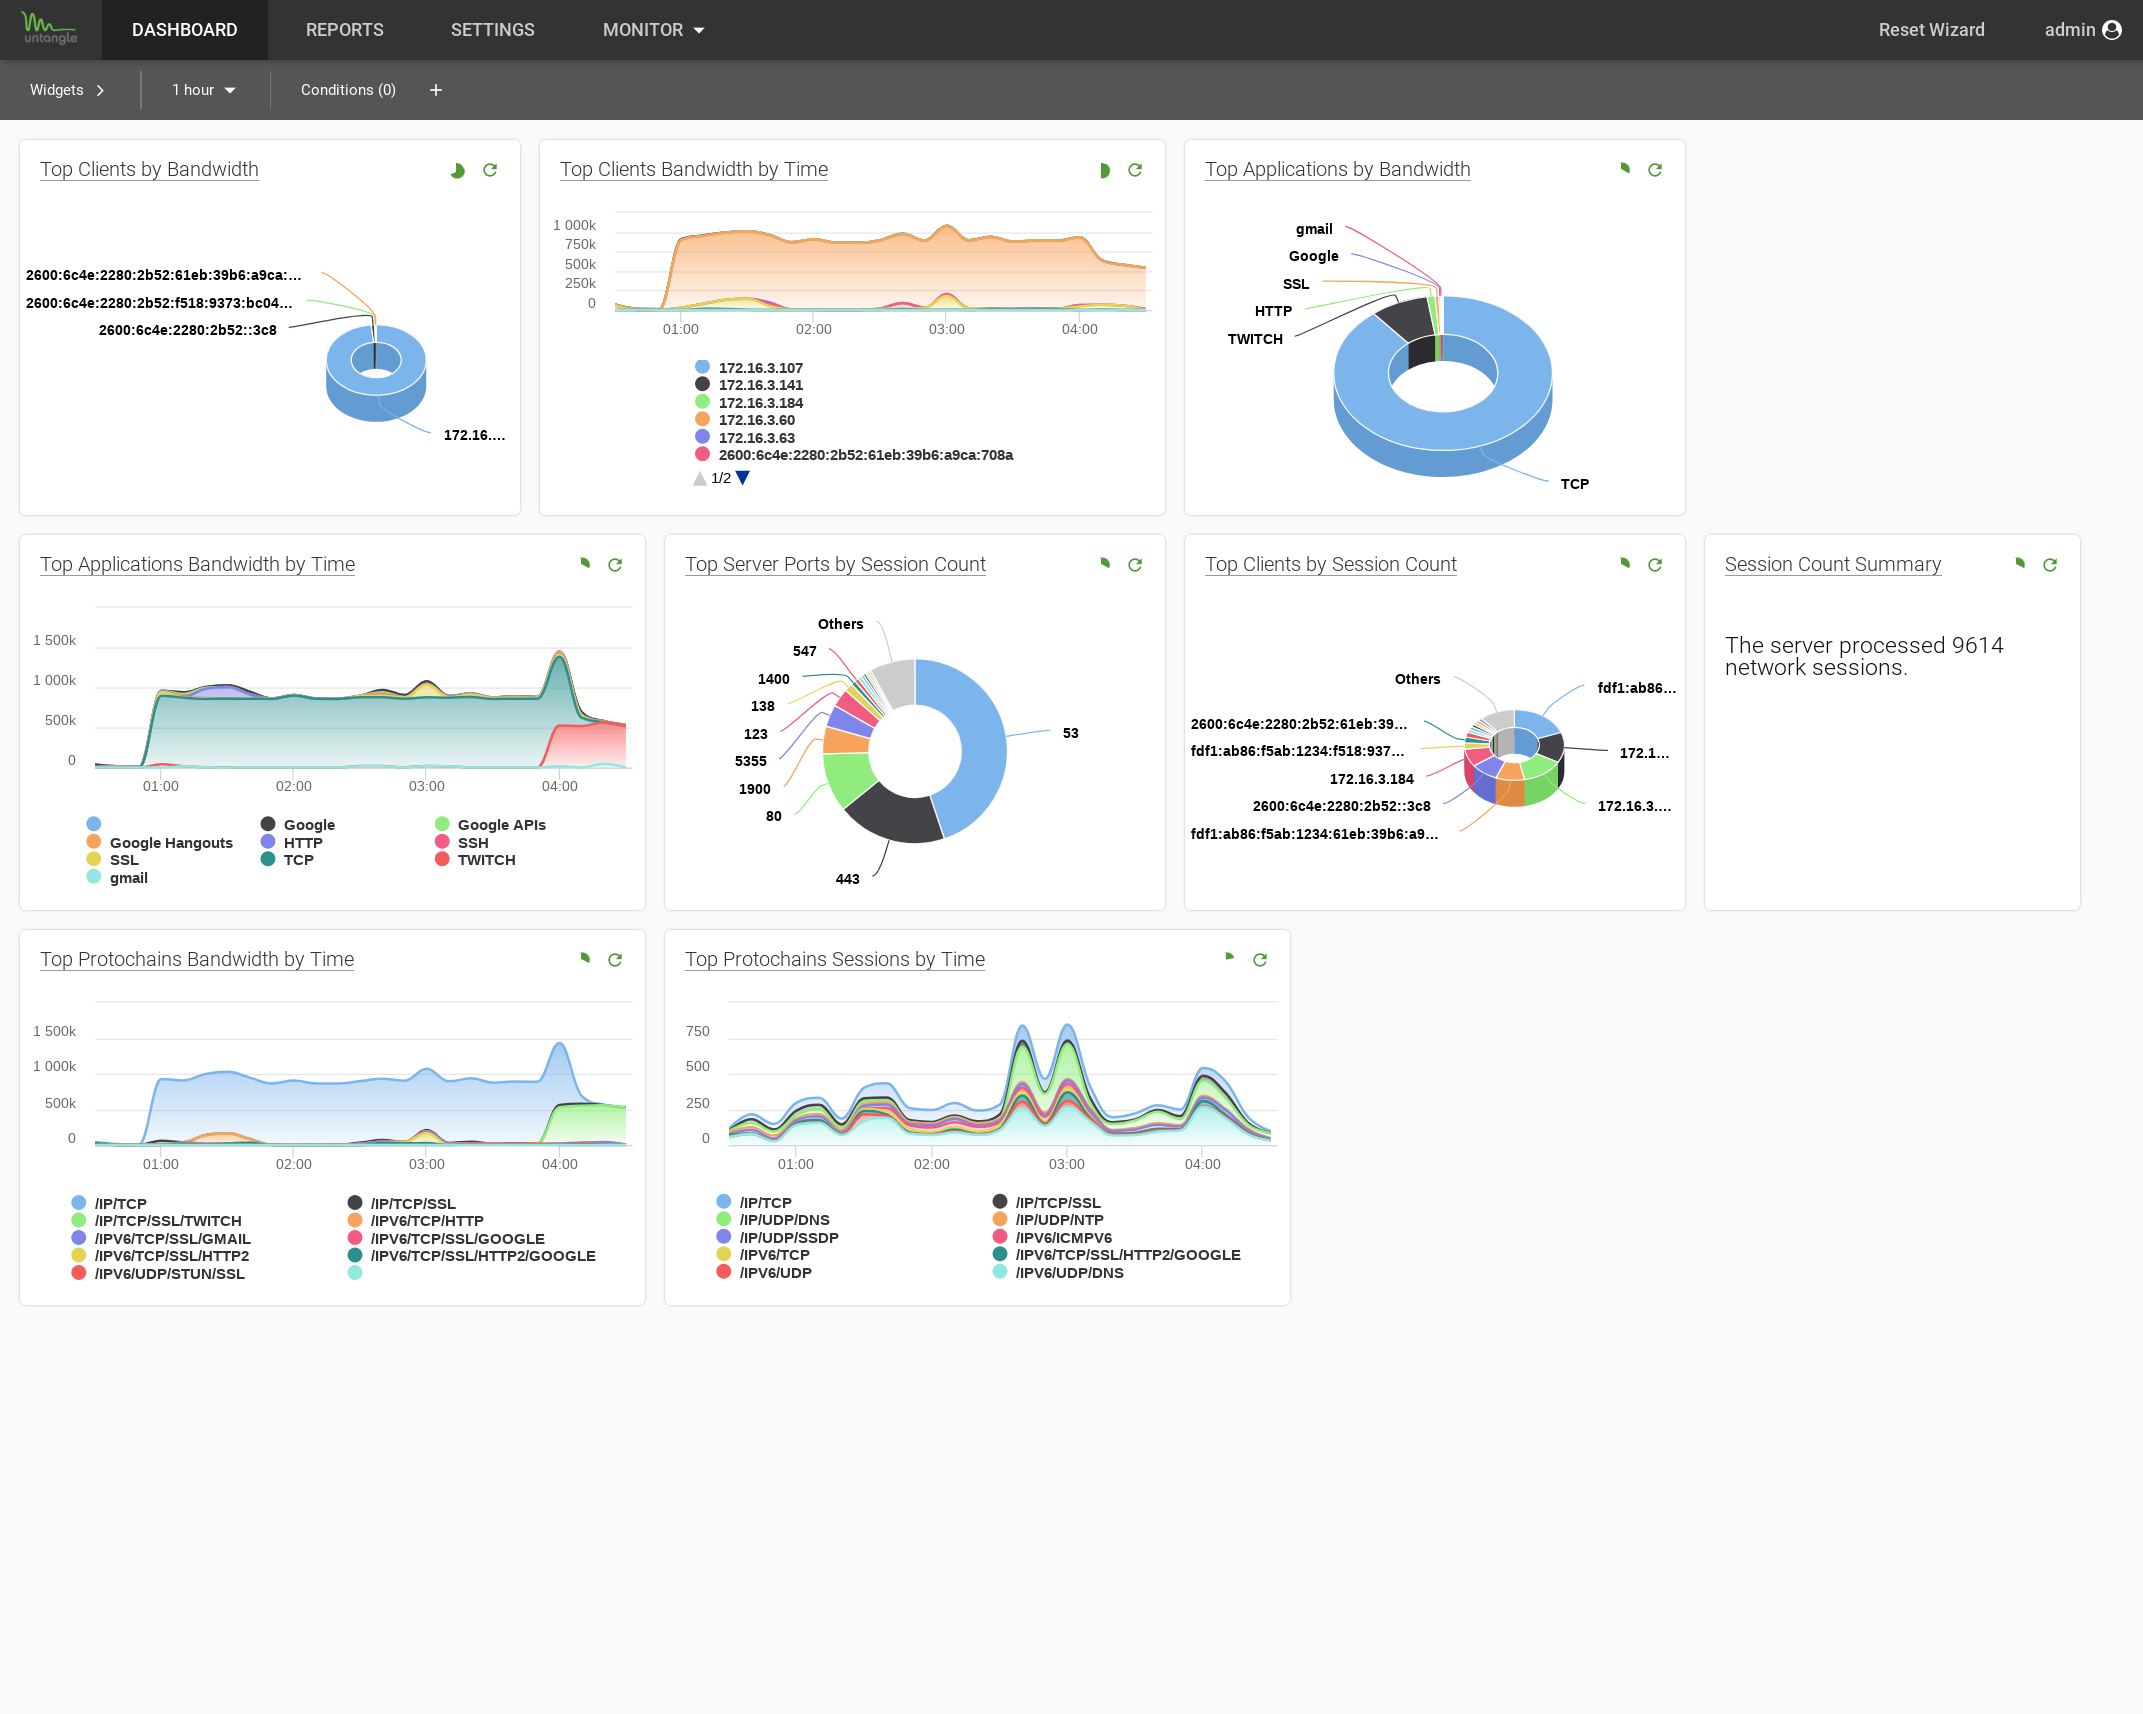 untangle
DASHBOARD
REPORTS
SETTINGS
MONITOR
Reset Wizard
admin
Widgets
1 hour
Conditions (0)
+
Top Clients by Bandwidth
2600:6c4e:2280:2b52:61eb:39b6:a9ca:…
2600:6c4e:2280:2b52:f518:9373:bc04…
2600:6c4e:2280:2b52::3c8
172.16.…
Top Clients Bandwidth by Time
1 000k
750k
500k
250k
0
01:00 02:00 03:00 04:00
172.16.3.107
172.16.3.141
172.16.3.184
172.16.3.60
172.16.3.63
2600:6c4e:2280:2b52:61eb:39b6:a9ca:708a
1/2
Top Applications by Bandwidth
gmail
Google
SSL
HTTP
TWITCH
TCP
Top Applications Bandwidth by Time
1 500k
1 000k
500k
0
01:00 02:00 03:00 04:00
Google Google APIs
Google Hangouts HTTP SSH
SSL TCP TWITCH
gmail
Top Server Ports by Session Count
Others
547
1400
138
123
5355
1900
80
443
53
Top Clients by Session Count
Others
fdf1:ab86…
2600:6c4e:2280:2b52:61eb:39…
fdf1:ab86:f5ab:1234:f518:937…
172.1…
172.16.3.184
2600:6c4e:2280:2b52::3c8
172.16.3.…
fdf1:ab86:f5ab:1234:61eb:39b6:a9…
Session Count Summary
The server processed 9614
network sessions.
Top Protochains Bandwidth by Time
1 500k
1 000k
500k
0
01:00 02:00 03:00 04:00
/IP/TCP /IP/TCP/SSL
/IP/TCP/SSL/TWITCH /IPV6/TCP/HTTP
/IPV6/TCP/SSL/GMAIL /IPV6/TCP/SSL/GOOGLE
/IPV6/TCP/SSL/HTTP2 /IPV6/TCP/SSL/HTTP2/GOOGLE
/IPV6/UDP/STUN/SSL
Top Protochains Sessions by Time
750
500
250
0
01:00 02:00 03:00 04:00
/IP/TCP /IP/TCP/SSL
/IP/UDP/DNS /IP/UDP/NTP
/IP/UDP/SSDP /IPV6/ICMPV6
/IPV6/TCP /IPV6/TCP/SSL/HTTP2/GOOGLE
/IPV6/UDP /IPV6/UDP/DNS